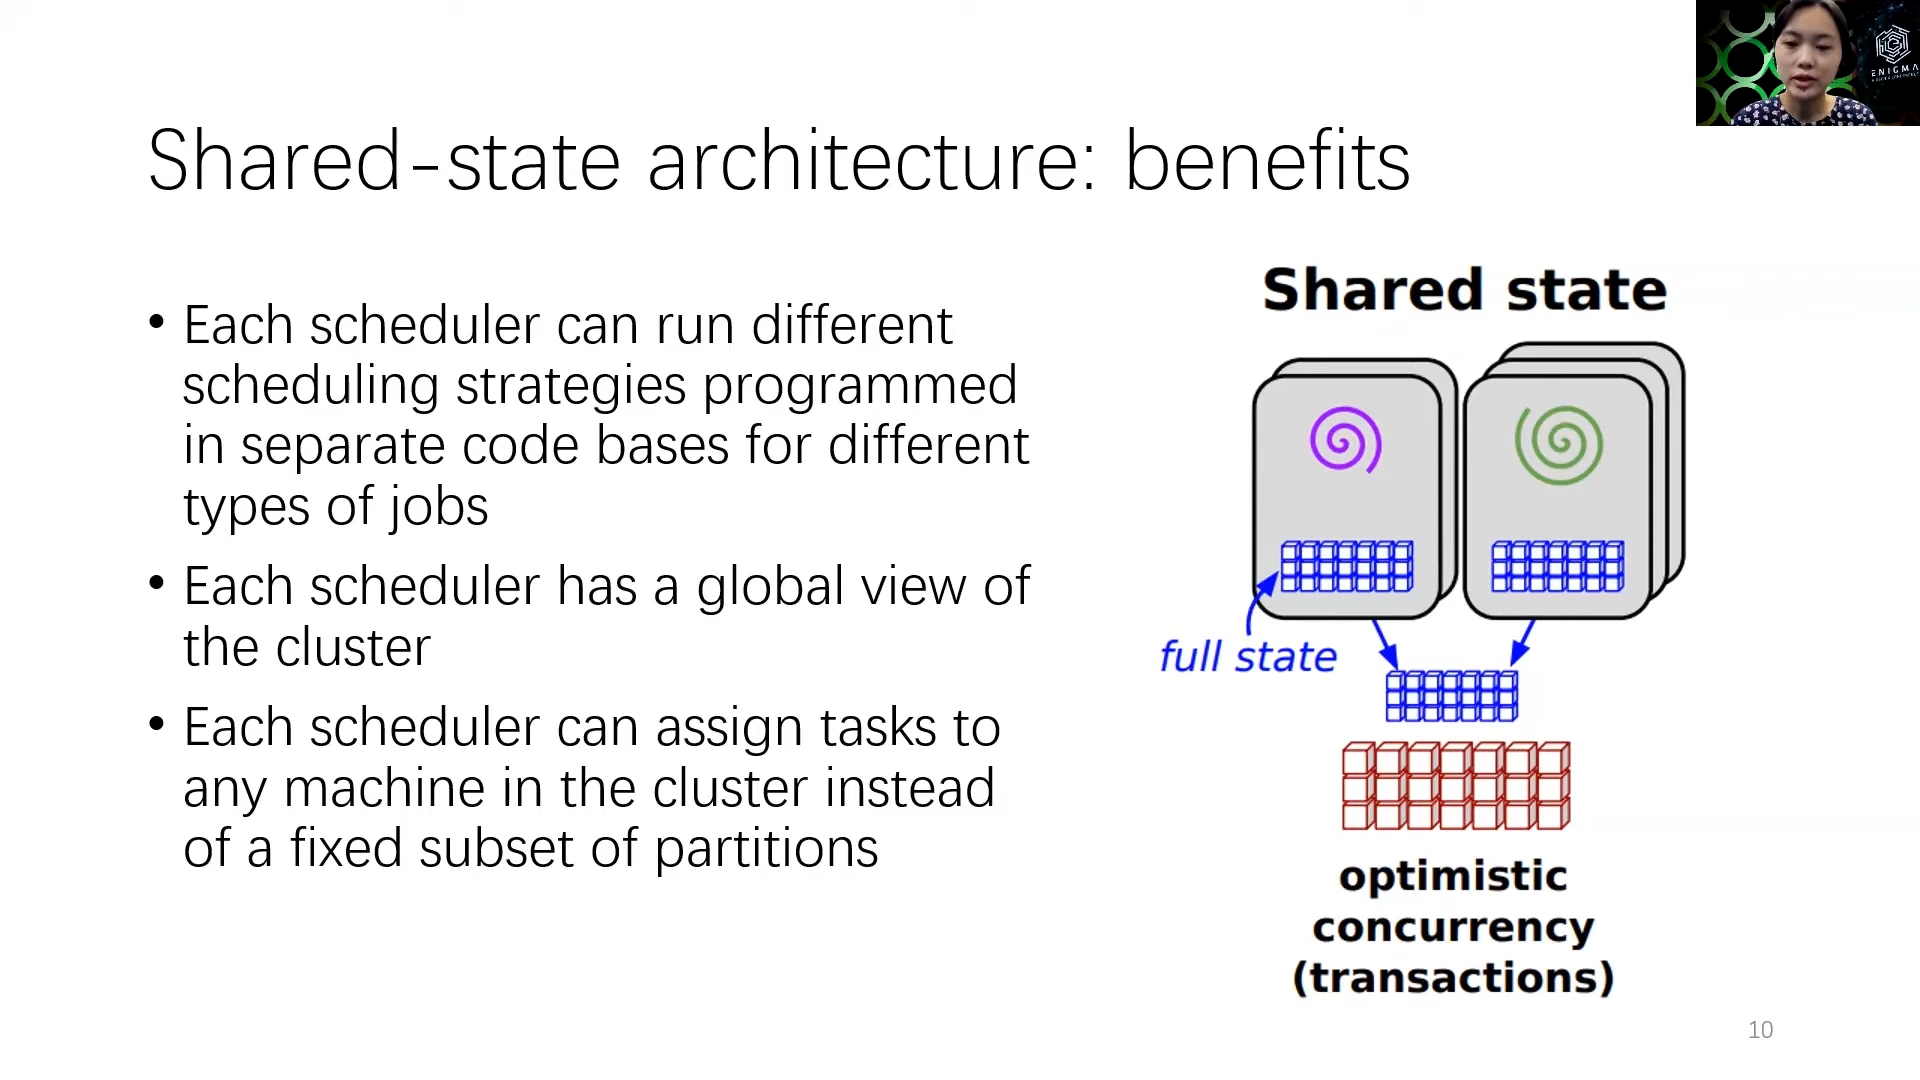 Shared-state architecture: benefits
• Each scheduler can run different
scheduling strategies programmed
in separate code bases for different
types of jobs
• Each scheduler has a global view of
the cluster
• Each scheduler can assign tasks to
any machine in the cluster instead
of a fixed subset of partitions
Shared state
full state
optimistic
concurrency
(transactions)
10
ENIGMA